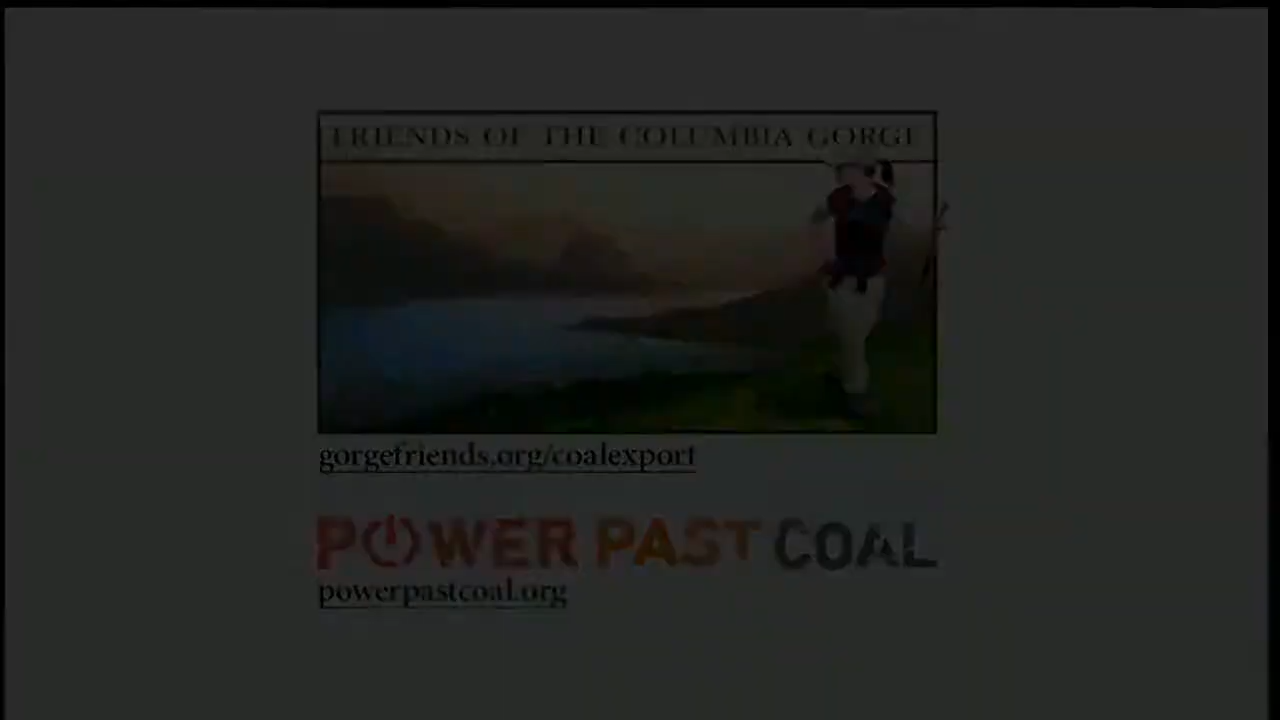 FRIENDS OF THE COLUMBIA GORGE
gorgefriends.org/coalexport
POWER PAST COAL
powerpastcoal.org